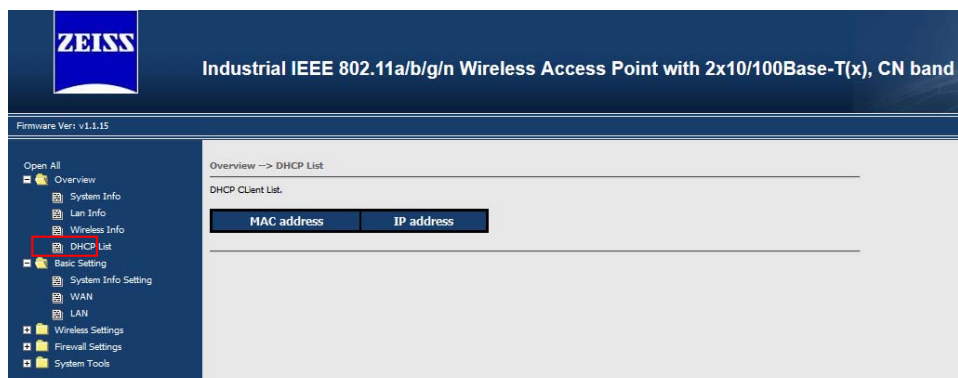 ZEISS
Industrial IEEE 802.11a/b/g/n Wireless Access Point with 2x10/100Base-T(x), CN band
Firmware Ver: v1.1.15
Open All
Overview
System Info
Lan Info
Wireless Info
DHCP List
Basic Setting
System Info Setting
WAN
LAN
Wireless Settings
Firewall Settings
System Tools
Overview --> DHCP List
DHCP CLient List.
MAC address IP address